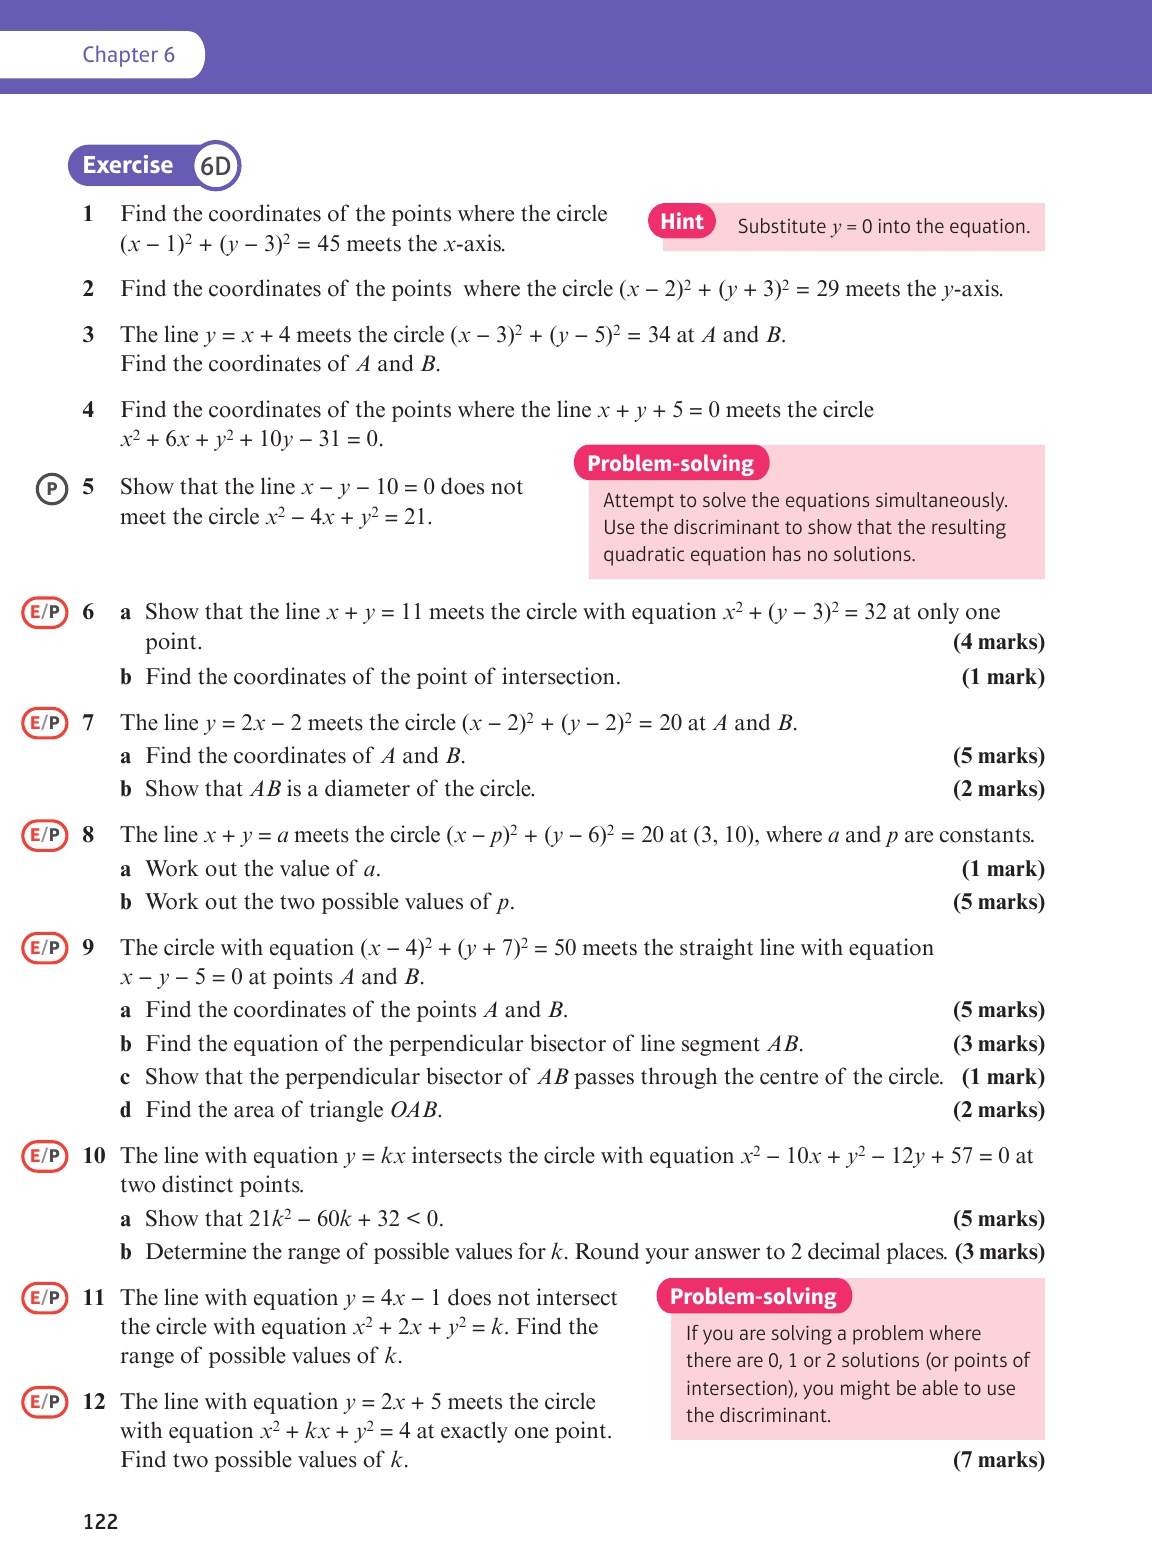 Chapter 6
Exercise 6D
1 Find the coordinates of the points where the circle
(x − 1)² + (y − 3)² = 45 meets the x-axis.
Hint Substitute y = 0 into the equation.
2 Find the coordinates of the points where the circle (x − 2)² + (y + 3)² = 29 meets the y-axis.
3 The line y = x + 4 meets the circle (x − 3)² + (y − 5)² = 34 at A and B.
Find the coordinates of A and B.
4 Find the coordinates of the points where the line x + y + 5 = 0 meets the circle
x² + 6x + y² + 10y − 31 = 0.
P 5 Show that the line x − y − 10 = 0 does not
meet the circle x² − 4x + y² = 21.
Problem-solving
Attempt to solve the equations simultaneously.
Use the discriminant to show that the resulting
quadratic equation has no solutions.
E/P 6 a Show that the line x + y = 11 meets the circle with equation x² + (y − 3)² = 32 at only one
point. (4 marks)
b Find the coordinates of the point of intersection. (1 mark)
E/P 7 The line y = 2x − 2 meets the circle (x − 2)² + (y − 2)² = 20 at A and B.
a Find the coordinates of A and B. (5 marks)
b Show that AB is a diameter of the circle. (2 marks)
E/P 8 The line x + y = a meets the circle (x − p)² + (y − 6)² = 20 at (3, 10), where a and p are constants.
a Work out the value of a. (1 mark)
b Work out the two possible values of p. (5 marks)
E/P 9 The circle with equation (x − 4)² + (y + 7)² = 50 meets the straight line with equation
x − y − 5 = 0 at points A and B.
a Find the coordinates of the points A and B. (5 marks)
b Find the equation of the perpendicular bisector of line segment AB. (3 marks)
c Show that the perpendicular bisector of AB passes through the centre of the circle. (1 mark)
d Find the area of triangle OAB. (2 marks)
E/P 10 The line with equation y = kx intersects the circle with equation x² − 10x + y² − 12y + 57 = 0 at
two distinct points.
a Show that 21k² − 60k + 32 < 0. (5 marks)
b Determine the range of possible values for k. Round your answer to 2 decimal places. (3 marks)
E/P 11 The line with equation y = 4x − 1 does not intersect
the circle with equation x² + 2x + y² = k. Find the
range of possible values of k.
Problem-solving
If you are solving a problem where
there are 0, 1 or 2 solutions (or points of
intersection), you might be able to use
the discriminant.
E/P 12 The line with equation y = 2x + 5 meets the circle
with equation x² + kx + y² = 4 at exactly one point.
Find two possible values of k. (7 marks)
122